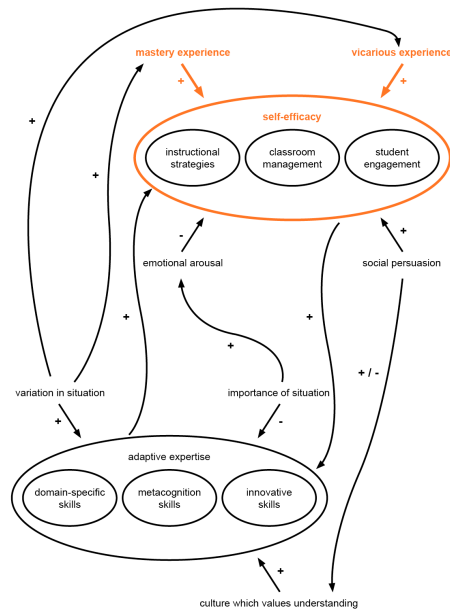 mastery experience
vicarious experience
+
+
+
self-efficacy
instructional
strategies
classroom
management
student
engagement
+
-
+
emotional arousal
social persuasion
+
+
+
+ / -
variation in situation
importance of situation
+
-
adaptive expertise
domain-specific
skills
metacognition
skills
innovative
skills
+
culture which values understanding